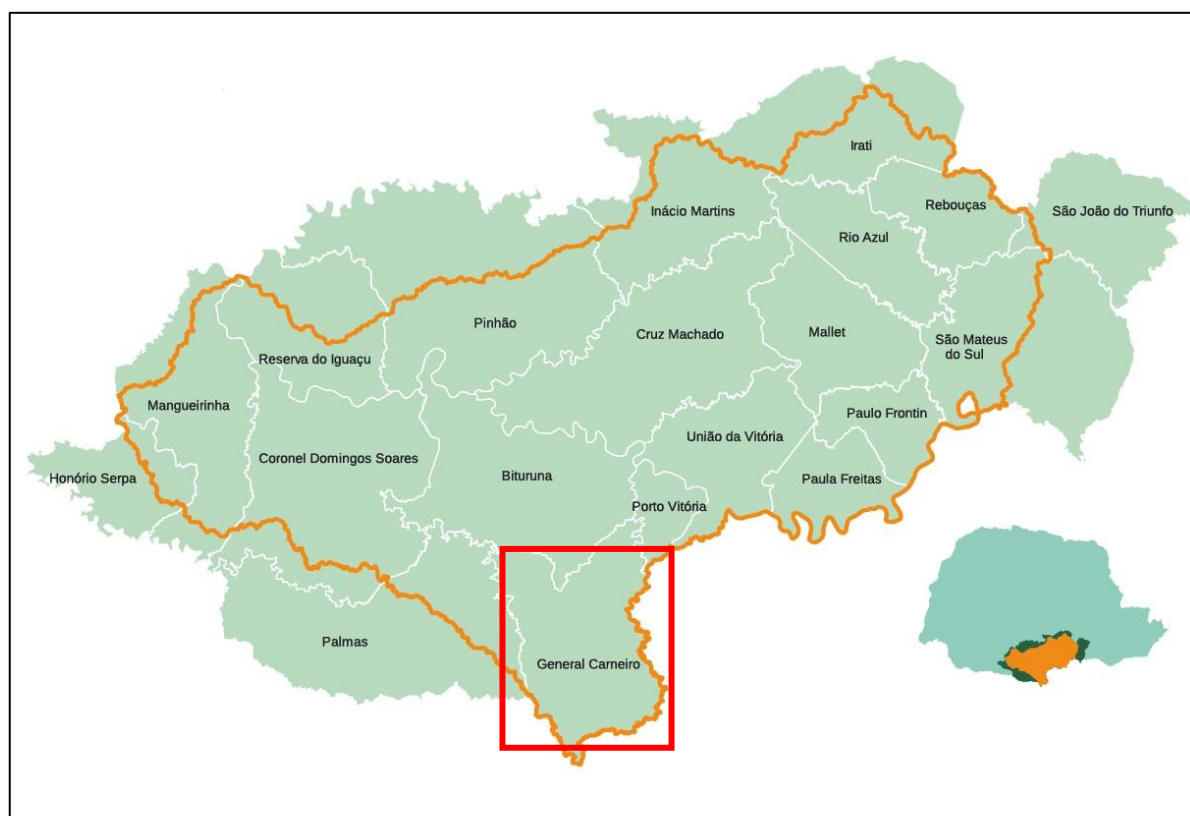 Irati
Inácio Martins
Rebouças
São João do Triunfo
Rio Azul
Pinhão
Cruz Machado
Mallet
São Mateus
do Sul
Reserva do Iguaçu
Mangueirinha
Paulo Frontin
União da Vitória
Coronel Domingos Soares
Honório Serpa
Bituruna
Paula Freitas
Porto Vitória
Palmas
General Carneiro